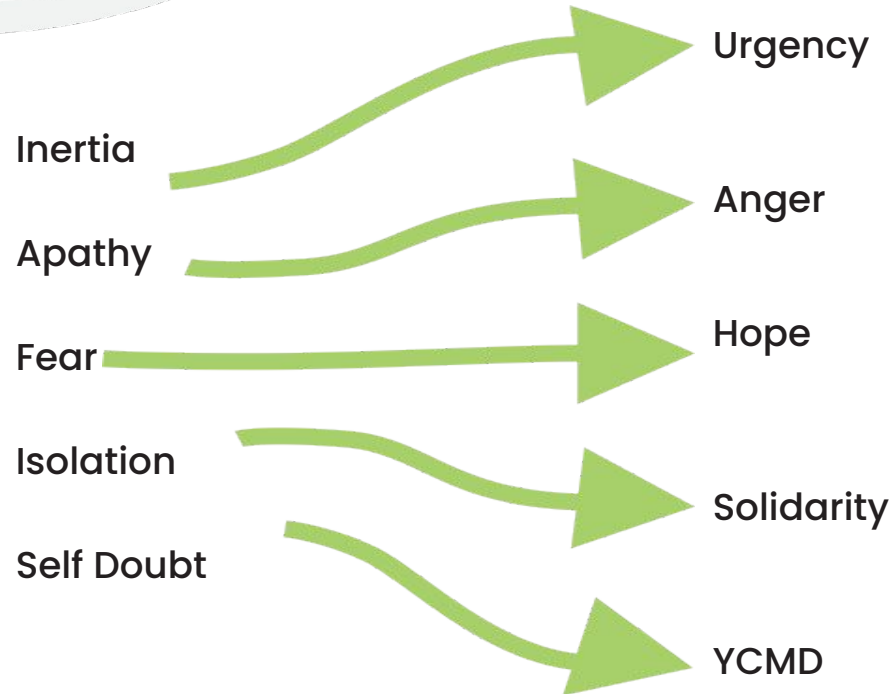 Inertia
Apathy
Fear
Isolation
Self Doubt
Urgency
Anger
Hope
Solidarity
YCMD